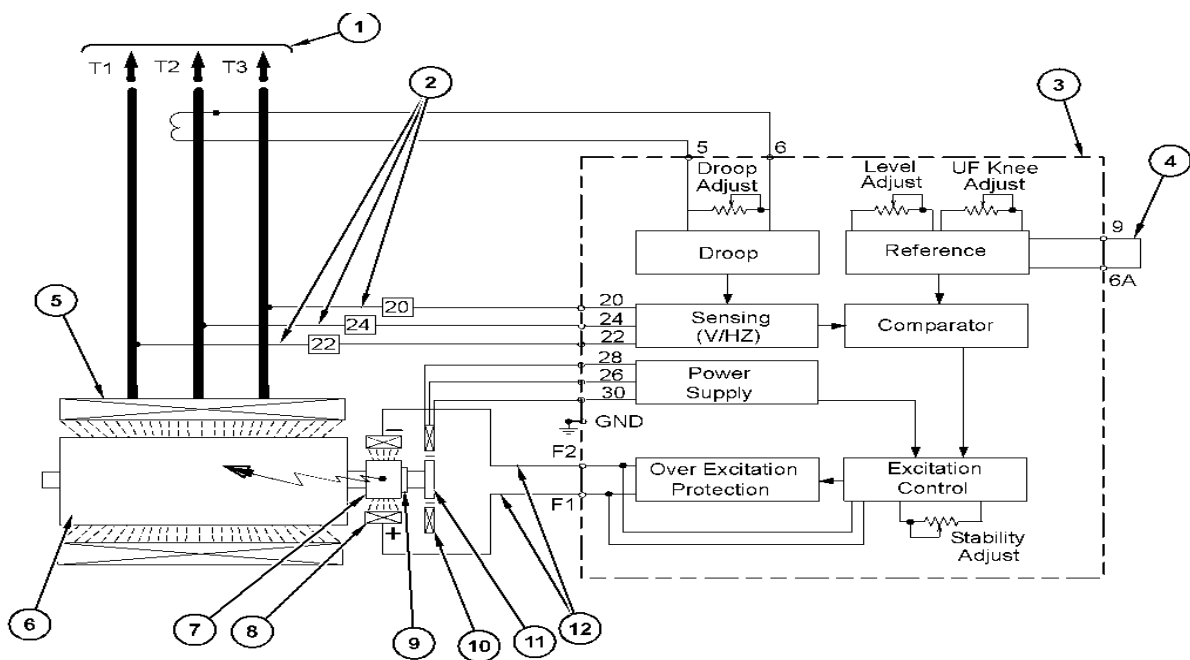 1
T1 T2 T3
2
3
5 6
Droop
Adjust
Level
Adjust
UF Knee
Adjust
4
9
Droop
Reference
6A
5
20
20
24
24
22
22
Sensing
(V/HZ)
Comparator
28
26
30
Power
Supply
GND
F2
F1
Over Excitation
Protection
Excitation
Control
Stability
Adjust
+
6
7
8
9
10
11
12